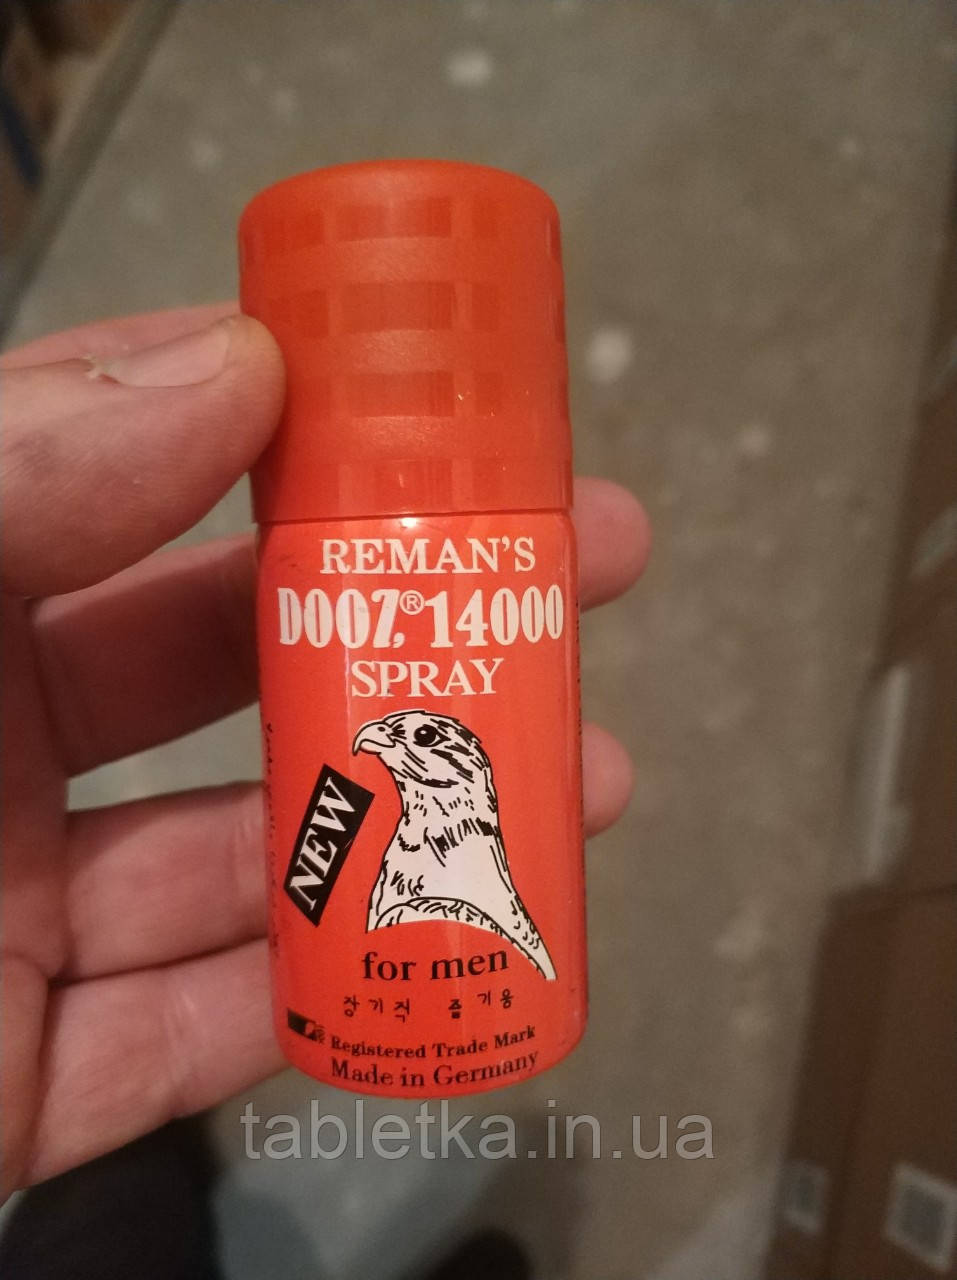 REMAN'S
DOOZ® 14000
SPRAY
NEW
for men
장기적 즐기용
Registered Trade Mark
Made in Germany
tabletka.in.ua